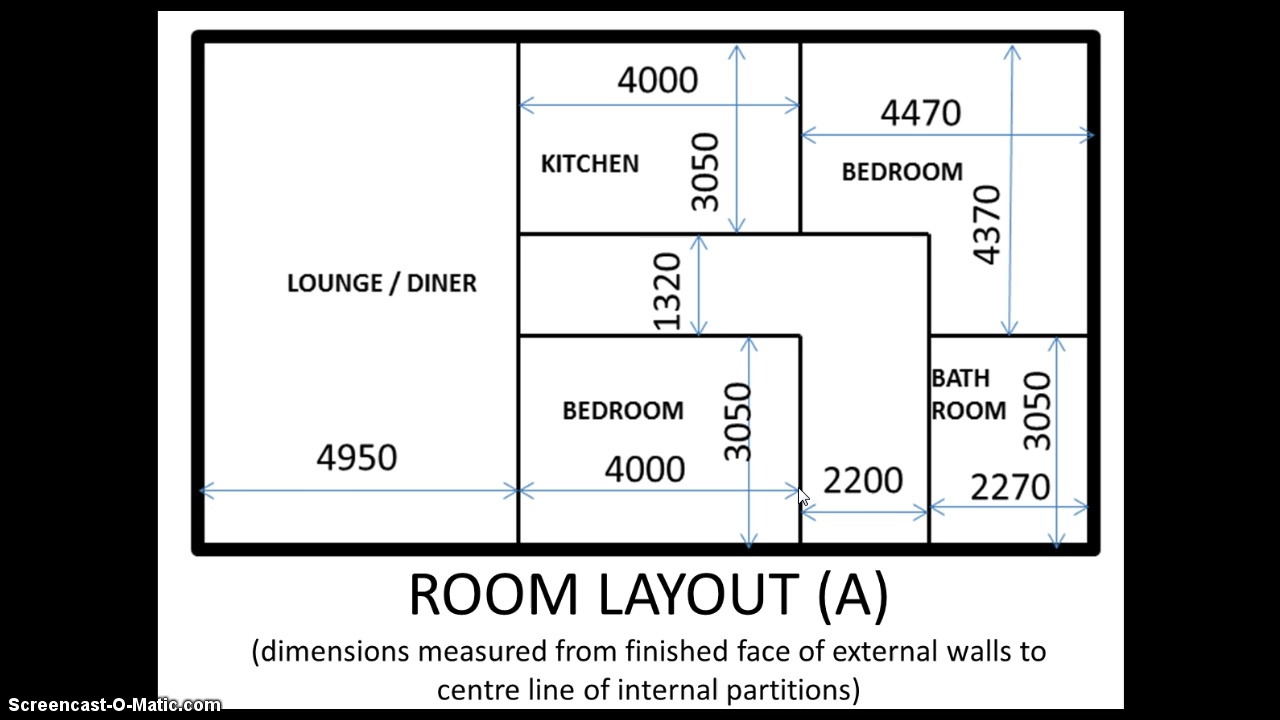 4000
4470
KITCHEN
3050
BEDROOM
4370
LOUNGE / DINER
1320
BATH
ROOM
BEDROOM
3050
3050
4950
4000
2200
2270
ROOM LAYOUT (A)
(dimensions measured from finished face of external walls to
centre line of internal partitions)
Screencast-O-Matic.com